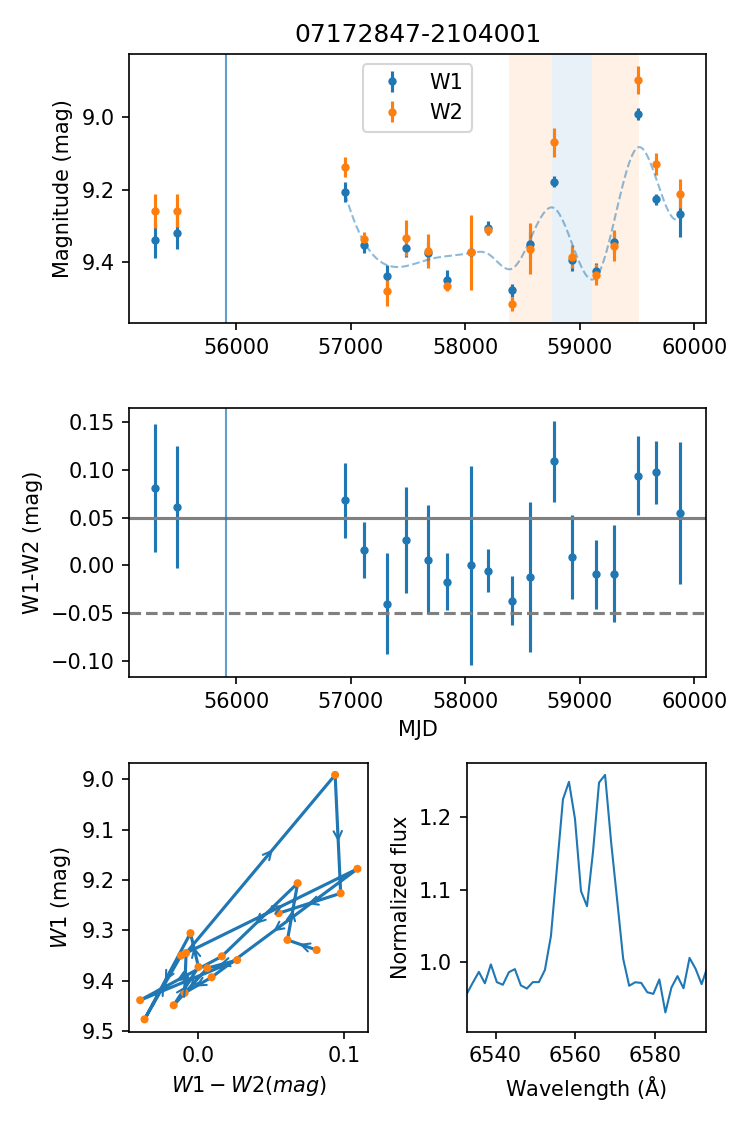 07172847-2104001
Magnitude (mag)
9.0
9.2
9.4
W1
W2
56000 57000 58000 59000 60000
W1-W2 (mag)
0.15
0.10
0.05
0.00
−0.05
−0.10
56000 57000 58000 59000 60000
MJD
W1 (mag)
9.0
9.1
9.2
9.3
9.4
9.5
0.0 0.1
W1 − W2(mag)
Normalized flux
1.2
1.1
1.0
6540 6560 6580
Wavelength (Å)